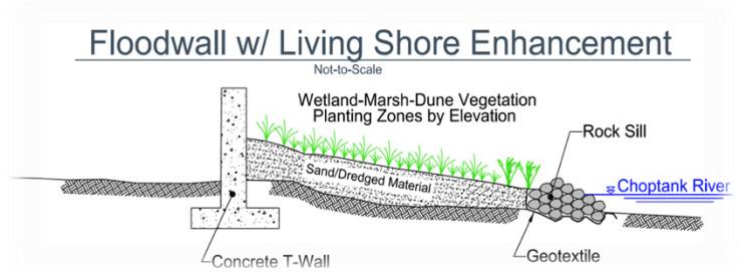 Floodwall w/ Living Shore Enhancement
Not-to-Scale
Wetland-Marsh-Dune Vegetation
Planting Zones by Elevation
Rock Sill
Sand/Dredged Material
Choptank River
Geotextile
Concrete T-Wall